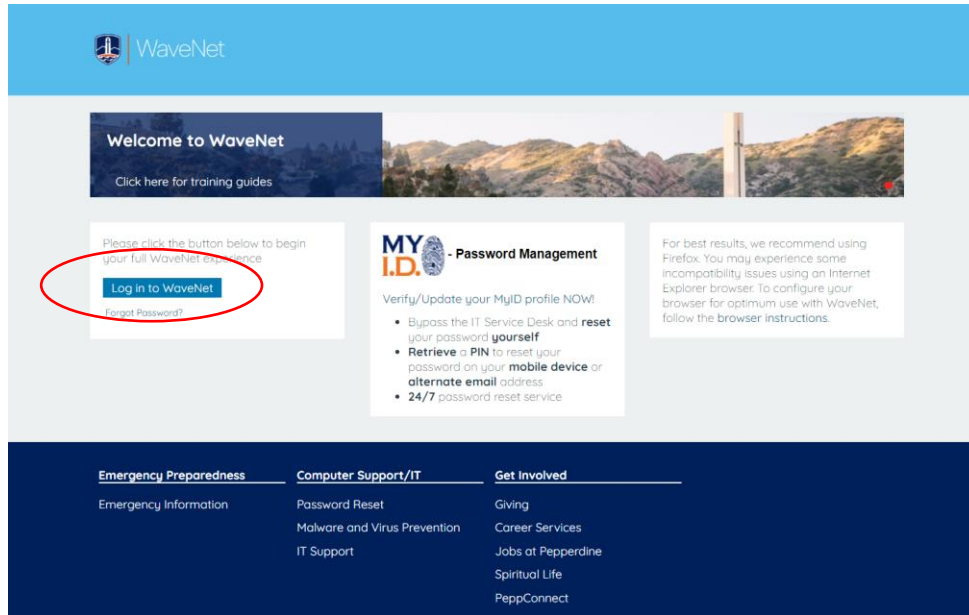 WaveNet
Welcome to WaveNet
Click here for training guides
Please click the button below to begin
your full WaveNet experience
Log in to WaveNet
Forgot Password?
MY
I.D.
- Password Management
Verify/Update your MyID profile NOW!
• Bypass the IT Service Desk and reset
your password yourself
• Retrieve a PIN to reset your
password on your mobile device or
alternate email address
• 24/7 password reset service
For best results, we recommend using
Firefox. You may experience some
incompatibility issues using an Internet
Explorer browser. To configure your
browser for optimum use with WaveNet,
follow the browser instructions.
Emergency Preparedness
Emergency Information
Computer Support/IT
Password Reset
Malware and Virus Prevention
IT Support
Get Involved
Giving
Career Services
Jobs at Pepperdine
Spiritual Life
PeppConnect